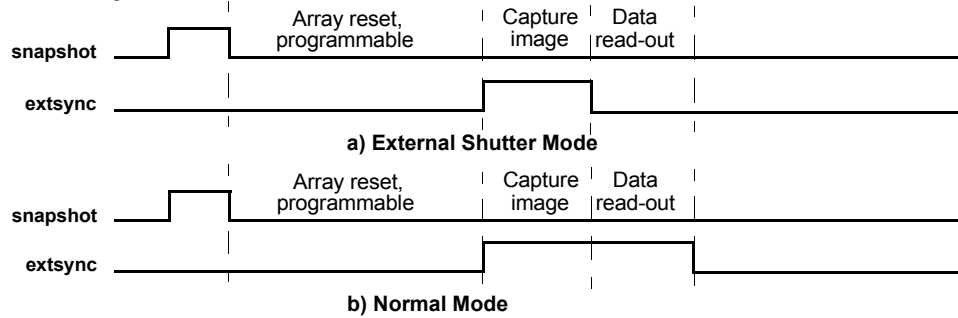 Array reset, Capture Data
programmable image read-out
snapshot
extsync
a) External Shutter Mode
Array reset, Capture Data
programmable image read-out
snapshot
extsync
b) Normal Mode